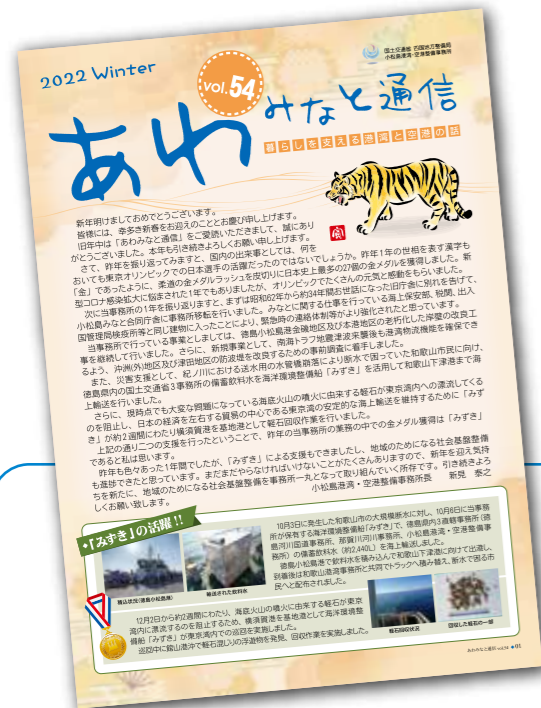 2022 Winter
国土交通省 四国地方整備局
小松島港湾・空港整備事務所
vol.54
あわ
みなと通信
暮らしを支える港湾と空港の話
寅
新年明けましておめでとうございます。
皆様には、幸多き新春をお迎えのこととお慶び申し上げます。
旧年中は「あわみなと通信」をご愛読いただきまして、誠にあり
がとうございました。本年も引き続きよろしくお願い申し上げます。
さて、昨年を振り返ってみますと、国内の出来事としては、何を
おいても東京オリンピックでの日本選手の活躍だったのではないでしょうか。昨年1年の世相を表す漢字も
「金」であったように、柔道の金メダルラッシュを皮切りに日本史上最多の27個の金メダルを獲得しました。新
型コロナ感染拡大に悩まされた1年でもありましたが、オリンピックでたくさんの元気と感動をもらいました。
次に当事務所の1年を振り返りますと、まずは昭和62年から約34年間お世話になった旧庁舎に別れを告げて、
小松島みなと合同庁舎に事務所移転を行いました。みなとに関する仕事を行っている海上保安部、税関、出入
国管理局検疫所等と同じ建物に入ったことにより、緊急時の連絡体制等がより強化されました。
当事務所で行っている事業としましては、徳島小松島港金磯地区及び本港地区の老朽化した岸壁の改良工
事を継続して行いました。さらに、新規事業として、南海トラフ地震津波来襲後も港湾物流機能を確保でき
るよう、沖洲(外)地区及び津田地区の防波堤を改良するための事前調査に着手しました。
また、災害支援として、紀ノ川における送水用の水管橋崩落により断水で困っていた和歌山市民に向け、
徳島県内の国土交通省3事務所の備蓄飲料水を海洋環境整備船「みずき」を活用して和歌山下津港まで海
上輸送を行いました。
さらに、現時点でも大変な問題になっている海底火山の噴火に由来する軽石が東京湾内への漂流してくる
のを阻止し、日本の経済を左右する貿易の中心である東京湾の安定的な海上輸送を維持するために「みず
き」が約2週間にわたり横須賀港を基地港として軽石回収作業を行いました。
上記の通り二つの支援を行ったということで、昨年の当事務所の業務の中での金メダル獲得は「みずき」
であると私は思います。
昨年も色々あった1年間でしたが、「みずき」による支援もできましたし、地域のためになる社会基盤整備
も進捗できたと思っています。まだまだやらなければいけないことがたくさんありますので、新年を迎え気持
ちを新たに、地域のためになる社会基盤整備を事務所一丸となって取り組んでいく所存です。引き続きよろ
しくお願い致します。
小松島港湾・空港整備事務所長 新見 泰之
「みずき」の活躍!!
積込状況(徳島小松島港)
輸送された飲料水
10月3日に発生した和歌山市の大規模断水に対し、10月6日に当事務
所が保有する海洋環境整備船「みずき」で、徳島県内3直轄事務所(徳
島河川国道事務所、那賀川河川事務所、小松島港湾・空港整備事
務所)の備蓄飲料水(約2,440L)を海上輸送しました。
徳島小松島港で飲料水を積み込んで和歌山下津港に向けて出港し、
到着後は和歌山港湾事務所と共同でトラックへ積み替え、断水で困る市
民へと配布されました。
12月2日から約2週間にわたり、海底火山の噴火に由来する軽石が東京
湾内に漂流するのを阻止するため、横須賀港を基地港として海洋環境整
備船「みずき」が東京湾内での巡回を実施しました。
巡回中に館山港沖で軽石混じりの浮遊物を発見、回収作業を実施しました。
軽石回収状況
回収した軽石の一部
あわみなと通信 vol.54 ◆01